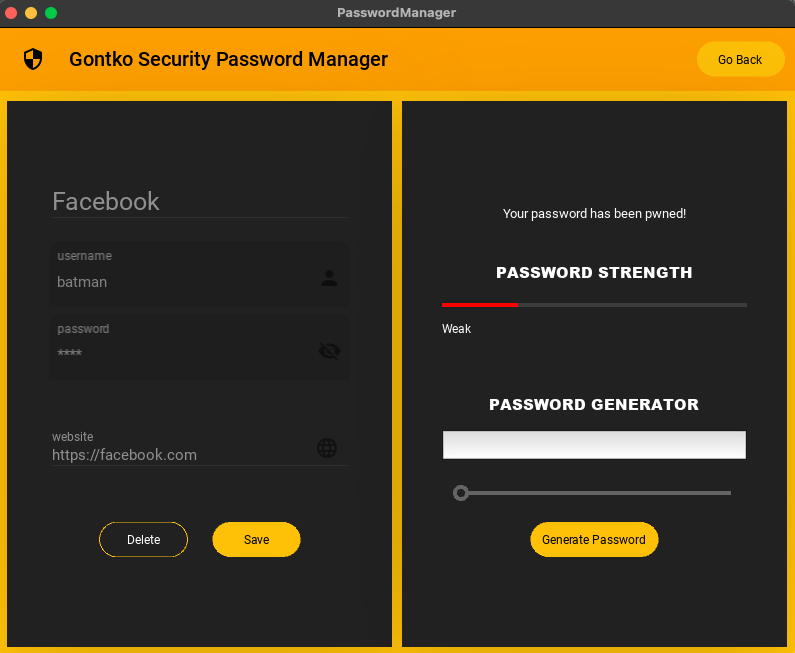 PasswordManager
Gontko Security Password Manager
Go Back
Facebook
username
batman
password
****
website
https://facebook.com
Delete
Save
Your password has been pwned!
PASSWORD STRENGTH
Weak
PASSWORD GENERATOR
Generate Password